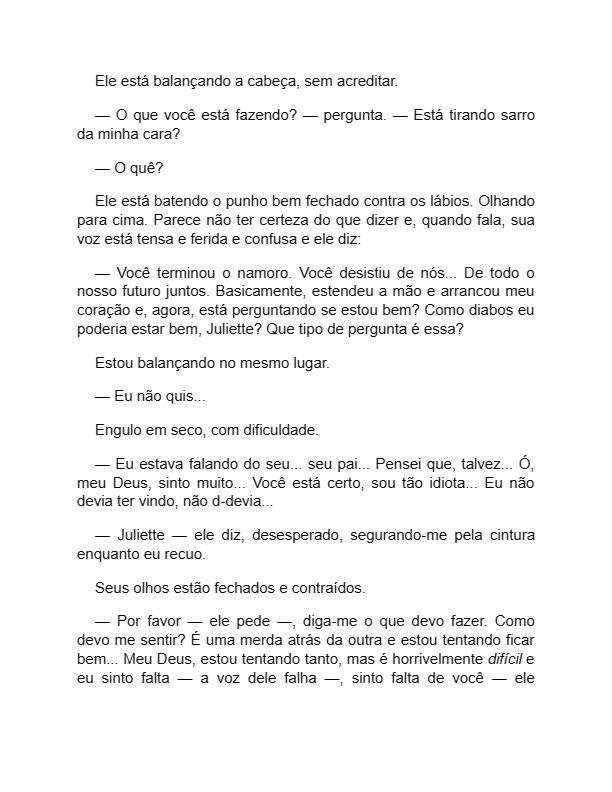 Ele está balançando a cabeça, sem acreditar.
— O que você está fazendo? — pergunta. — Está tirando sarro
da minha cara?
— O quê?
Ele está batendo o punho bem fechado contra os lábios. Olhando
para cima. Parece não ter certeza do que dizer e, quando fala, sua
voz está tensa e ferida e confusa e ele diz:
— Você terminou o namoro. Você desistiu de nós... De todo o
nosso futuro juntos. Basicamente, estendeu a mão e arrancou meu
coração e, agora, está perguntando se estou bem? Como diabos eu
poderia estar bem, Juliette? Que tipo de pergunta é essa?
Estou balançando no mesmo lugar.
— Eu não quis...
Engulo em seco, com dificuldade.
— Eu estava falando do seu... seu pai... Pensei que, talvez... Ó,
meu Deus, sinto muito... Você está certo, sou tão idiota... Eu não
devia ter vindo, não d-devia...
— Juliette — ele diz, desesperado, segurando-me pela cintura
enquanto eu recuo.
Seus olhos estão fechados e contraídos.
— Por favor — ele pede —, diga-me o que devo fazer. Como
devo me sentir? É uma merda atrás da outra e estou tentando ficar
bem... Meu Deus, estou tentando tanto, mas é horrivelmente difícil e
eu sinto falta — a voz dele falha —, sinto falta de você — ele